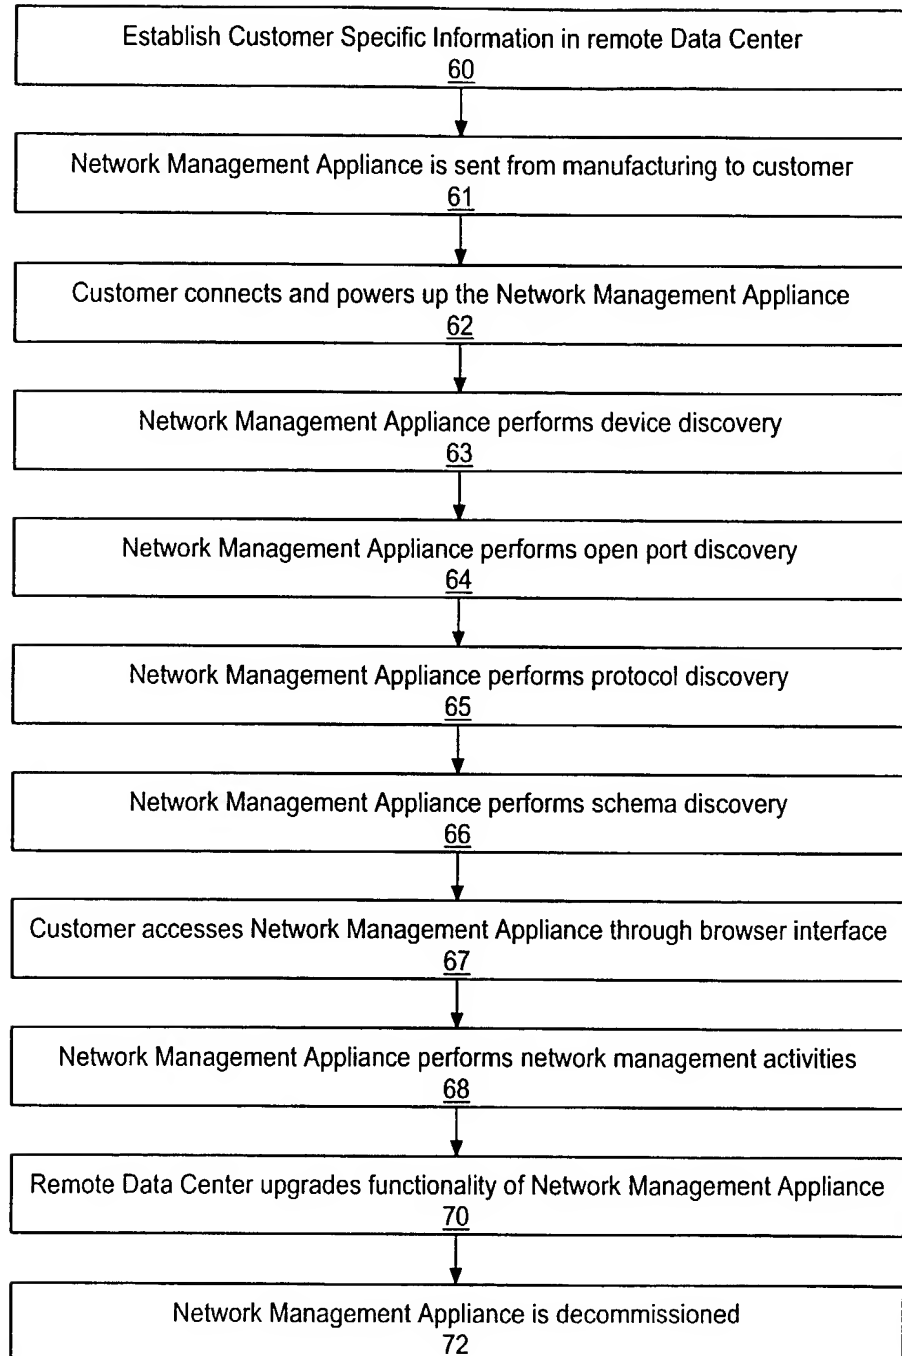 Establish Customer Specific Information in remote Data Center
60
Network Management Appliance is sent from manufacturing to customer
61
Customer connects and powers up the Network Management Appliance
62
Network Management Appliance performs device discovery
63
Network Management Appliance performs open port discovery
64
Network Management Appliance performs protocol discovery
65
Network Management Appliance performs schema discovery
66
Customer accesses Network Management Appliance through browser interface
67
Network Management Appliance performs network management activities
68
Remote Data Center upgrades functionality of Network Management Appliance
70
Network Management Appliance is decommissioned
72